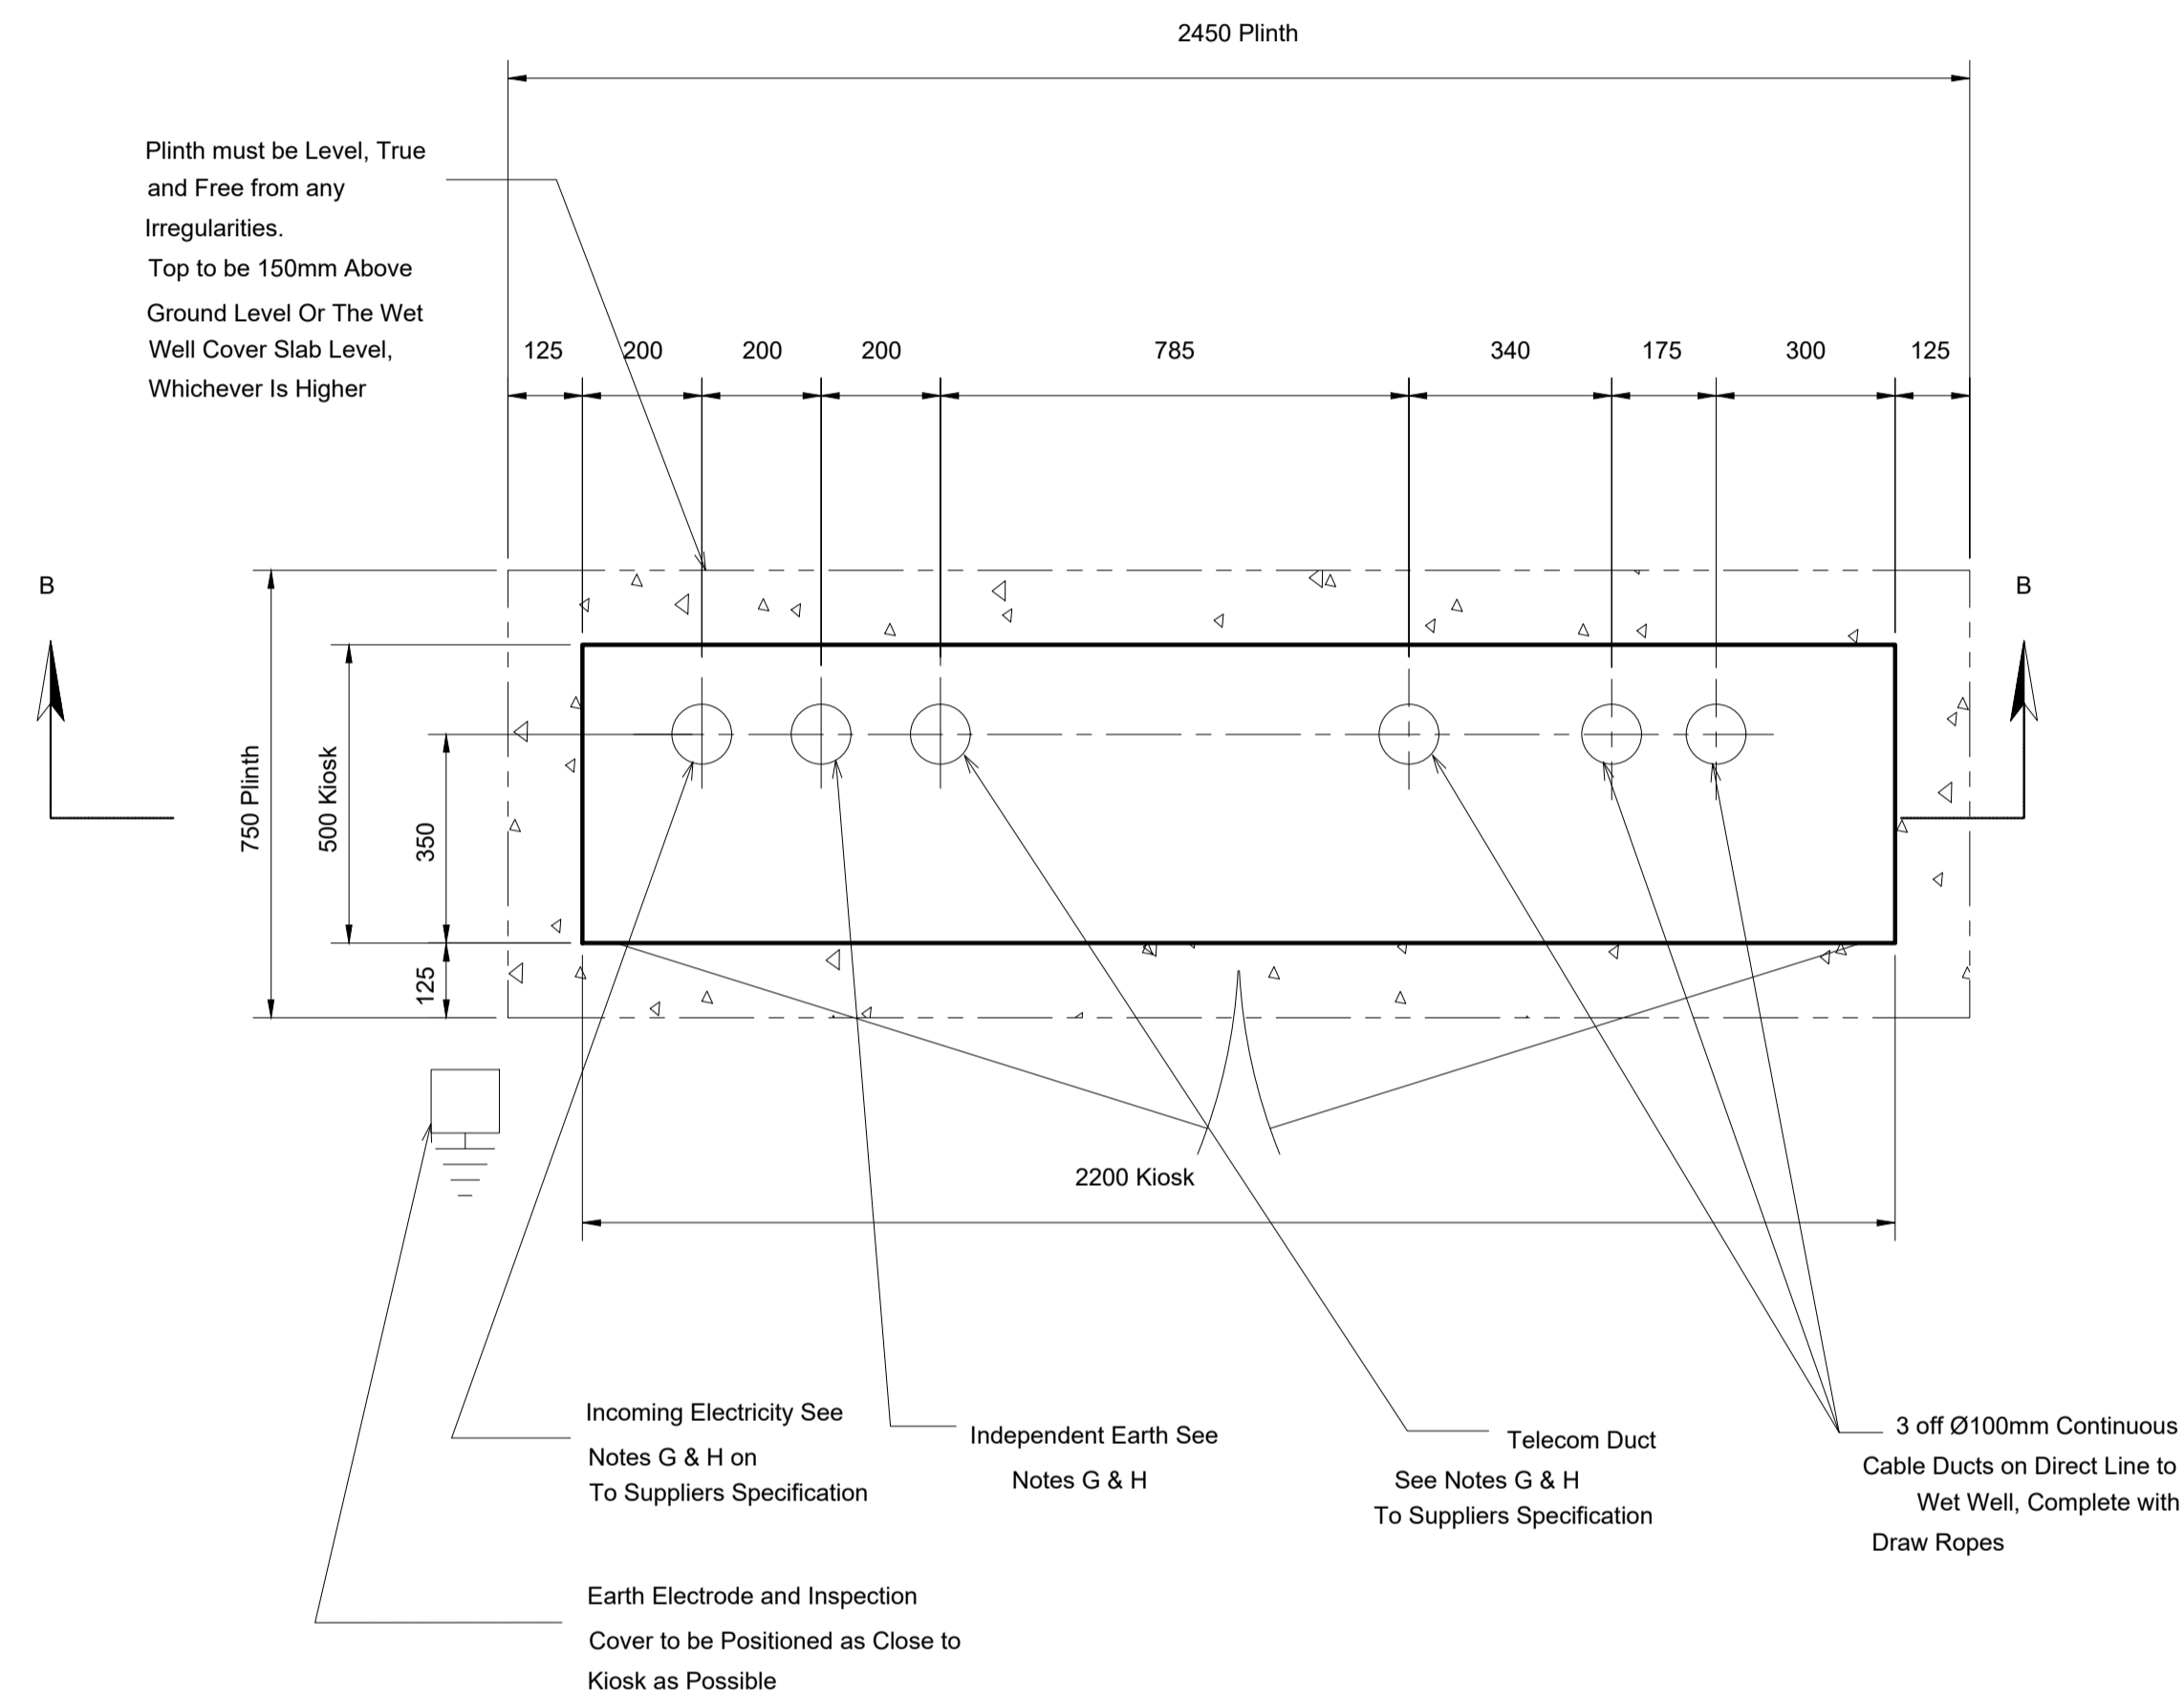 2450 Plinth
Plinth must be Level, True
and Free from any
Irregularities.
Top to be 150mm Above
Ground Level Or The Wet
Well Cover Slab Level,
Whichever Is Higher
125 200 200 200 785 340 175 300 125
B
B
750 Plinth
500 Kiosk
350
125
2200 Kiosk
Incoming Electricity See
Notes G & H on
To Suppliers Specification
Independent Earth See
Notes G & H
Telecom Duct
See Notes G & H
To Suppliers Specification
3 off Ø100mm Continuous
Cable Ducts on Direct Line to
Wet Well, Complete with
Draw Ropes
Earth Electrode and Inspection
Cover to be Positioned as Close to
Kiosk as Possible